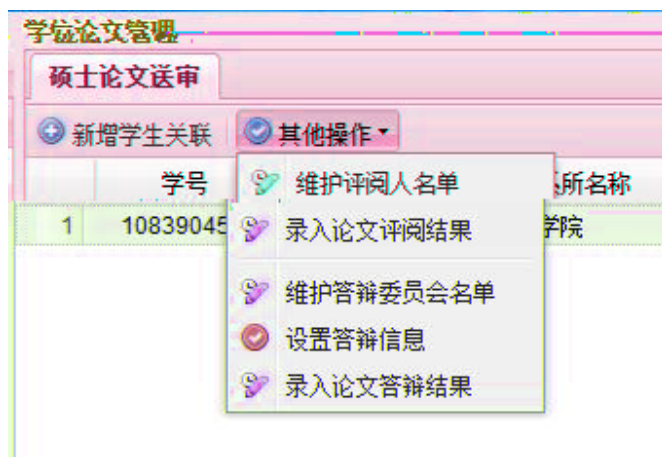 学位论文管理
硕士论文送审
新增学生关联 其他操作
学号 所名称
1 10839045 学院
维护评阅人名单
录入论文评阅结果
维护答辩委员会名单
设置答辩信息
录入论文答辩结果